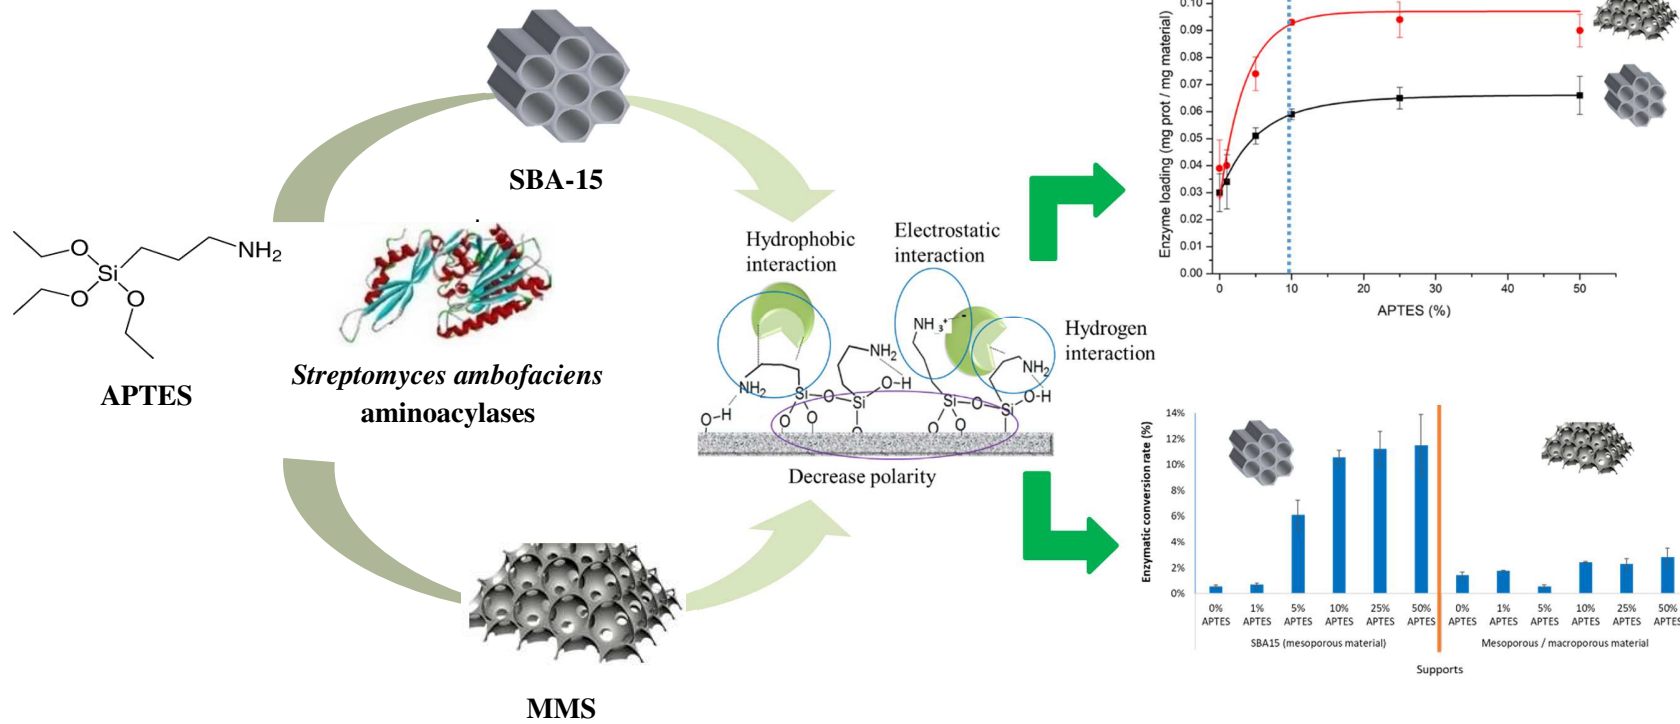 SBA-15
O
Si
NH2
O
O
APTES
Streptomyces ambofaciens
aminoacylases
MMS
Hydrophobic
interaction
Electrostatic
interaction
Hydrogen
interaction
NH3+ -
NH2
NH2
NH2
O-H
O-H
O-H
Si
O
Si
Si
O
Si
O
O
O
O
O
Decrease polarity
Enzyme loading (mg prot / mg material)
0.10
0.09
0.08
0.07
0.06
0.05
0.04
0.03
0.02
0.01
0.00
0 10 20 30 40 50
APTES (%)
Enzymatic conversion rate (%)
14%
12%
10%
8%
6%
4%
2%
0%
0% 1% 5% 10% 25% 50% 0% 1% 5% 10% 25% 50%
APTES APTES APTES APTES APTES APTES APTES APTES APTES APTES APTES APTES
SBA15 (mesoporous material) Mesoporous / macroporous material
Supports